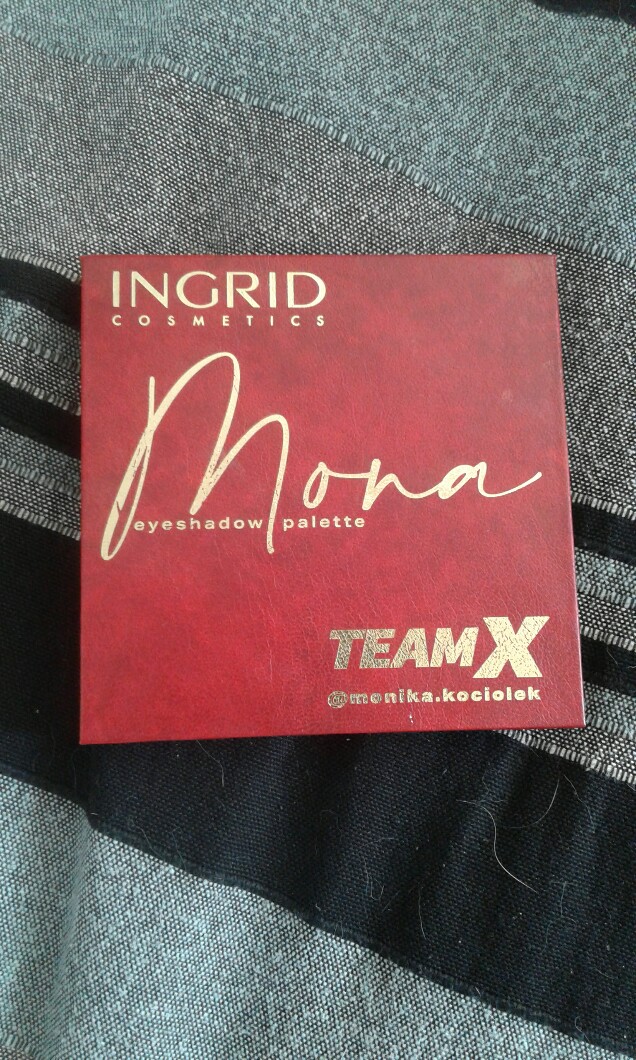 INGRID
COSMETICS
Mona
eyeshadow palette
TEAM X
@monika.kociolek